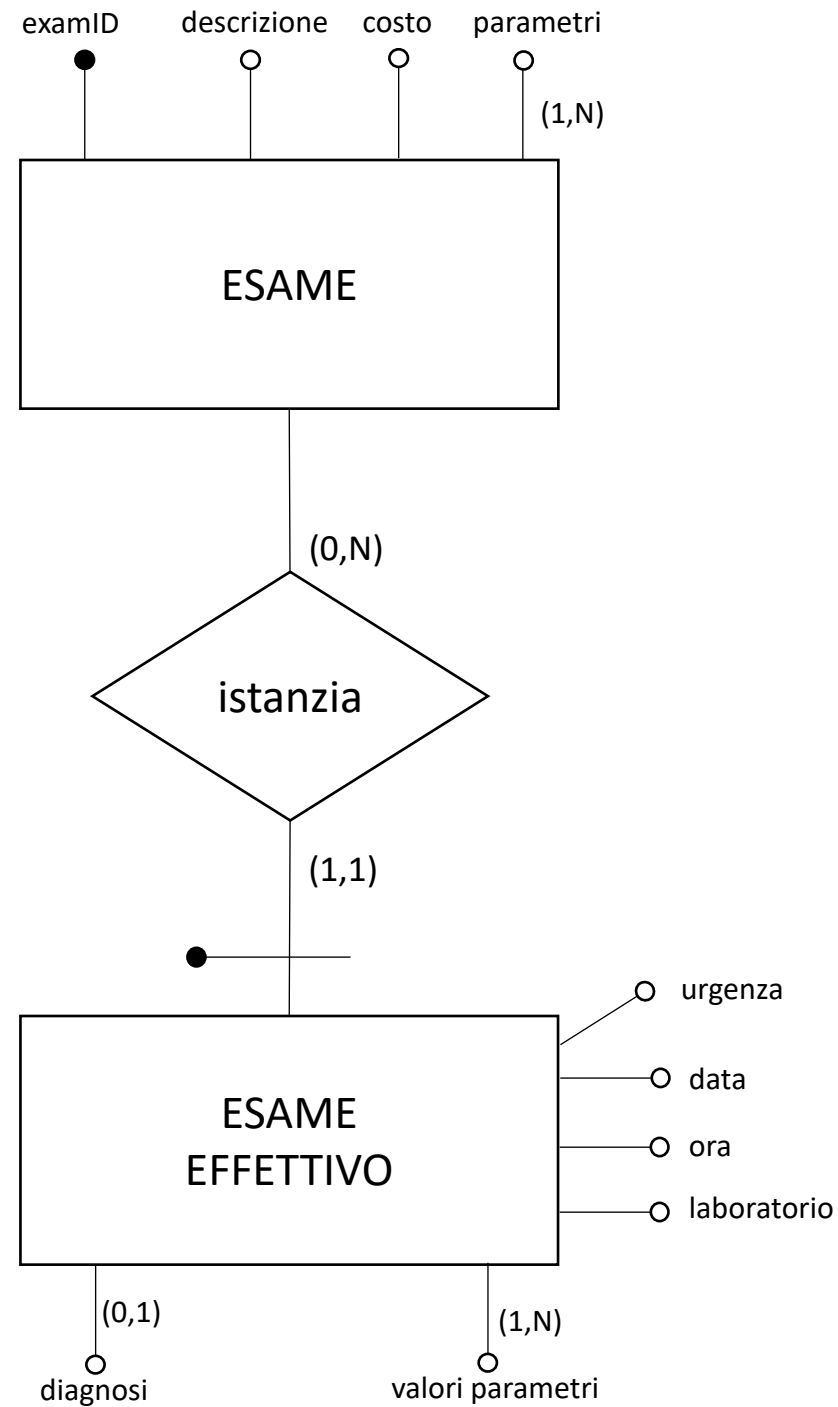 examID descrizione costo parametri
(1,N)
ESAME
(0,N)
istanzia
(1,1)
urgenza
ESAME
EFFETTIVO
data
ora
laboratorio
(0,1)
(1,N)
diagnosi
valori parametri